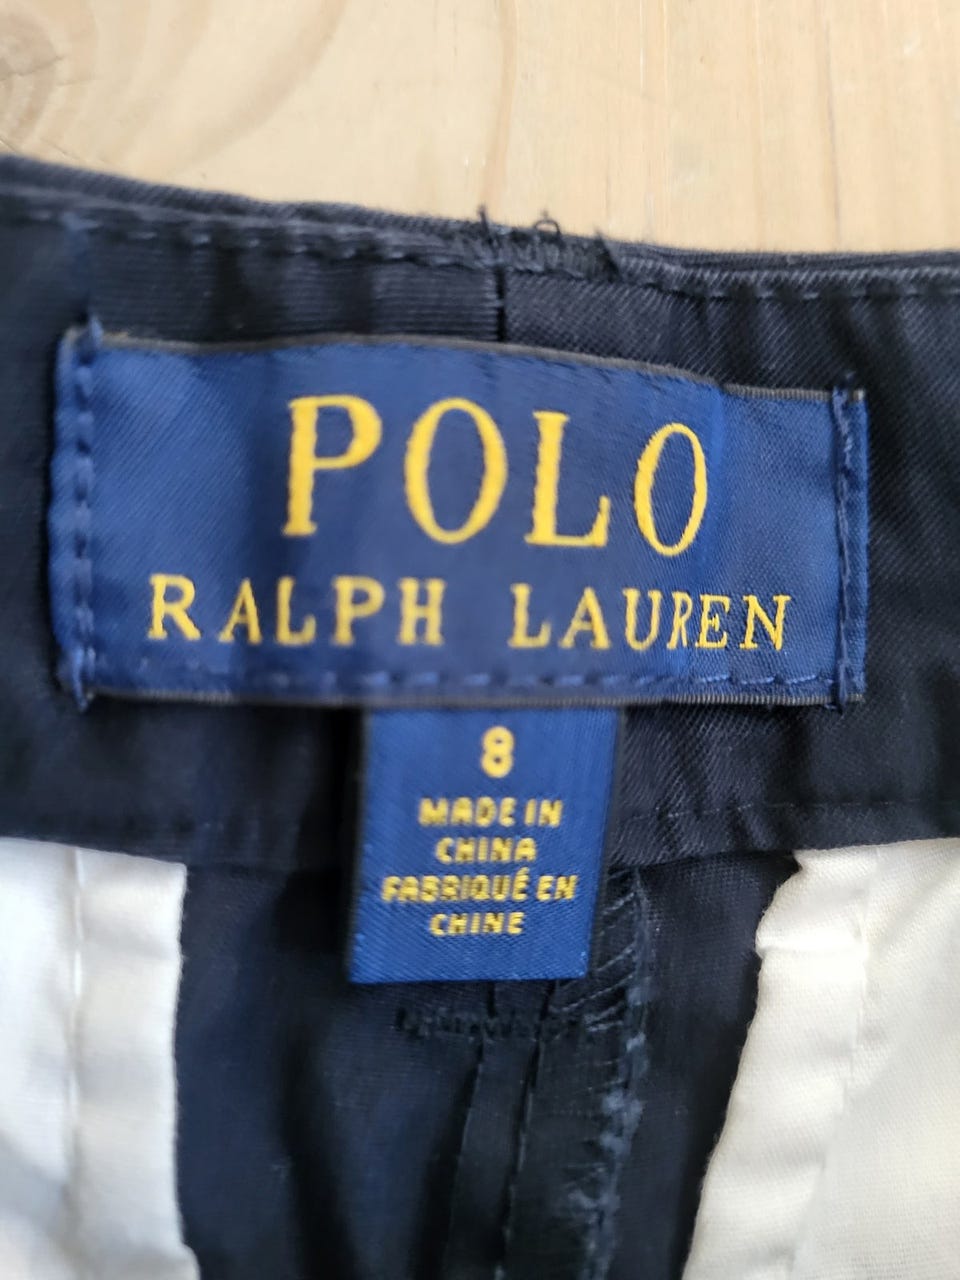 POLO
RALPH LAUREN
8
MADE IN
CHINA
FABRIQUÉ EN
CHINE